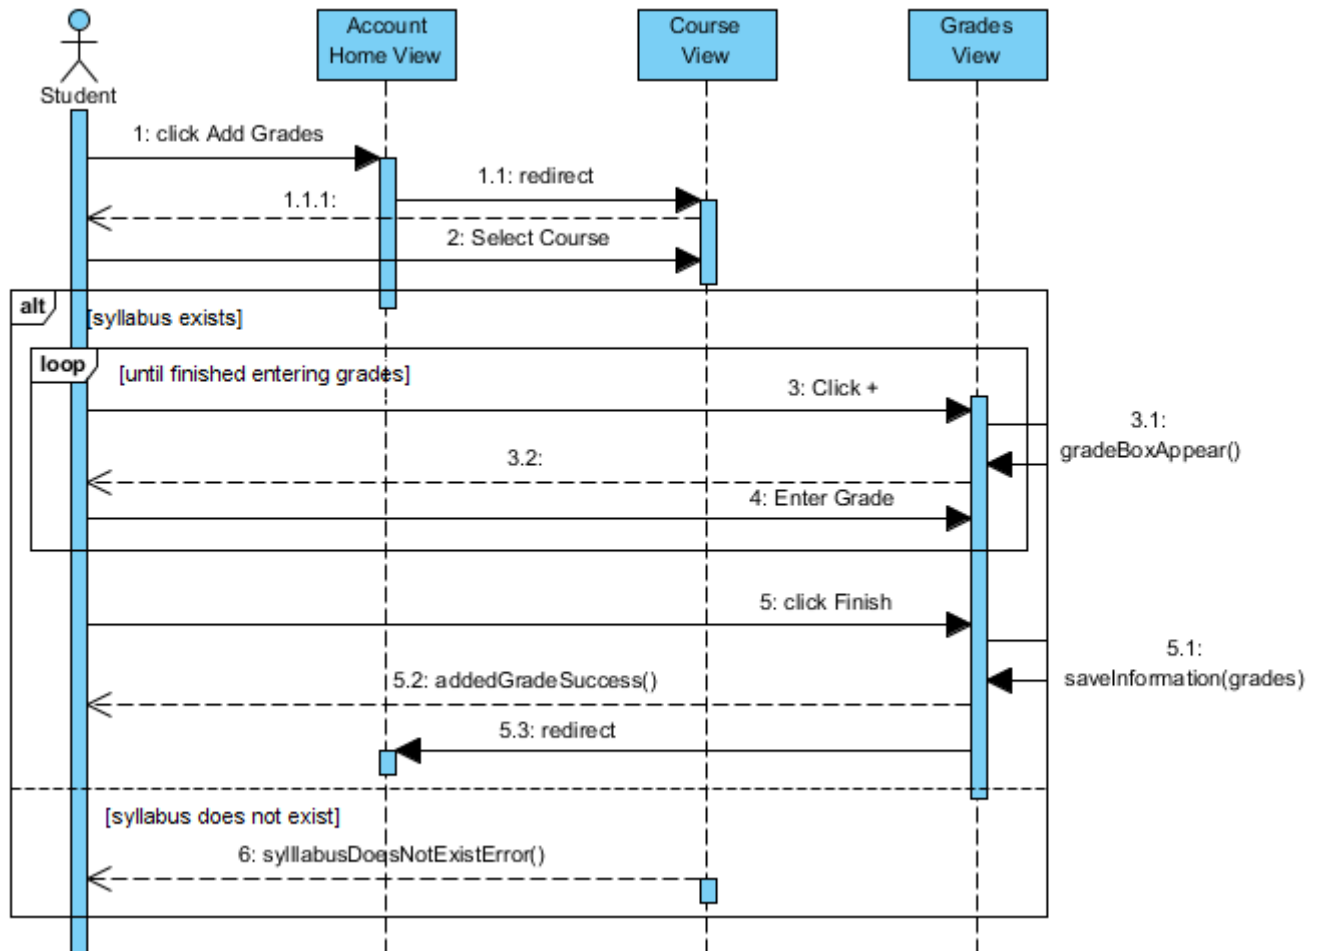 Account
Home View
Course
View
Grades
View
Student
1: click Add Grades
1.1: redirect
1.1.1:
2: Select Course
alt
[syllabus exists]
loop
[until finished entering grades]
3: Click +
3.1:
gradeBoxAppear()
3.2:
4: Enter Grade
5: click Finish
5.1:
saveInformation(grades)
5.2: addedGradeSuccess()
5.3: redirect
[syllabus does not exist]
6: sylllabusDoesNotExistError()